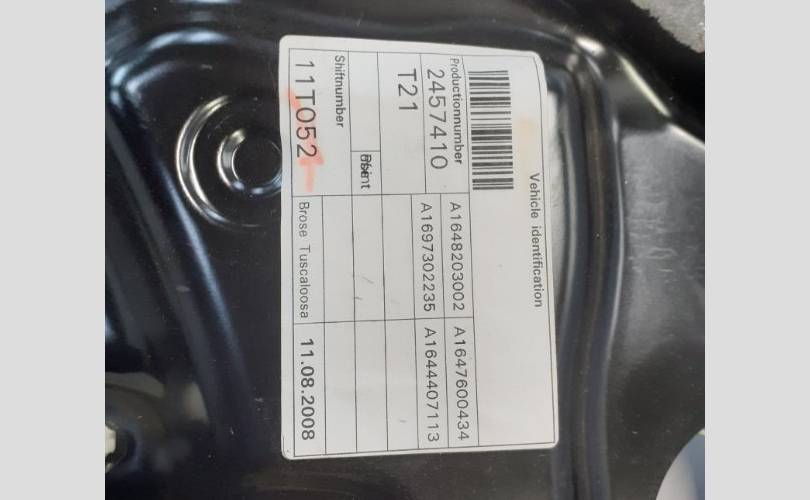 Vehicle identification
Productionnumber
2457410
T21
A1648203002 A1647600434
A1697302235 A1644407113
Shiftnumber
11T052
Brose Tuscaloosa
11.08.2008